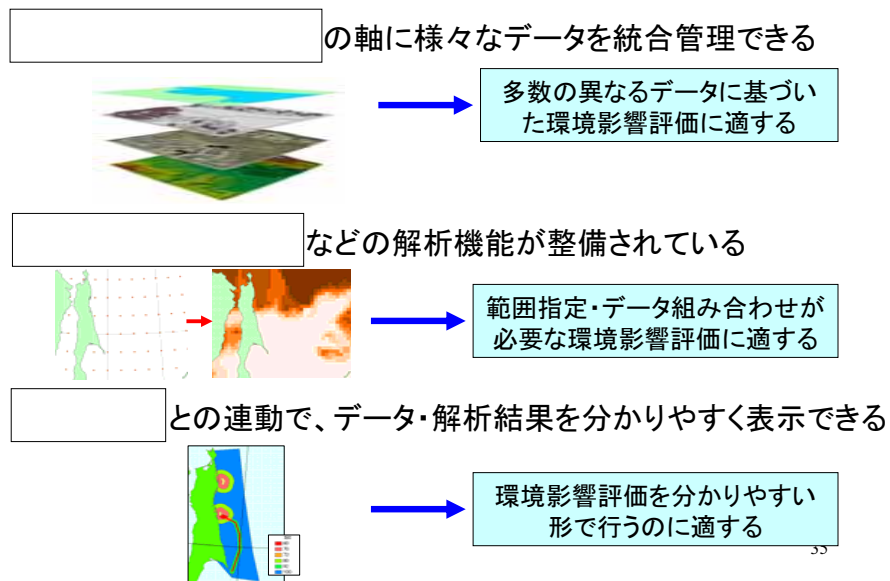 の軸に様々なデータを統合管理できる
多数の異なるデータに基づい
た環境影響評価に適する
などの解析機能が整備されている
範囲指定・データ組み合わせが
必要な環境影響評価に適する
との連動で、データ・解析結果を分かりやすく表示できる
環境影響評価を分かりやすい
形で行うのに適する
35